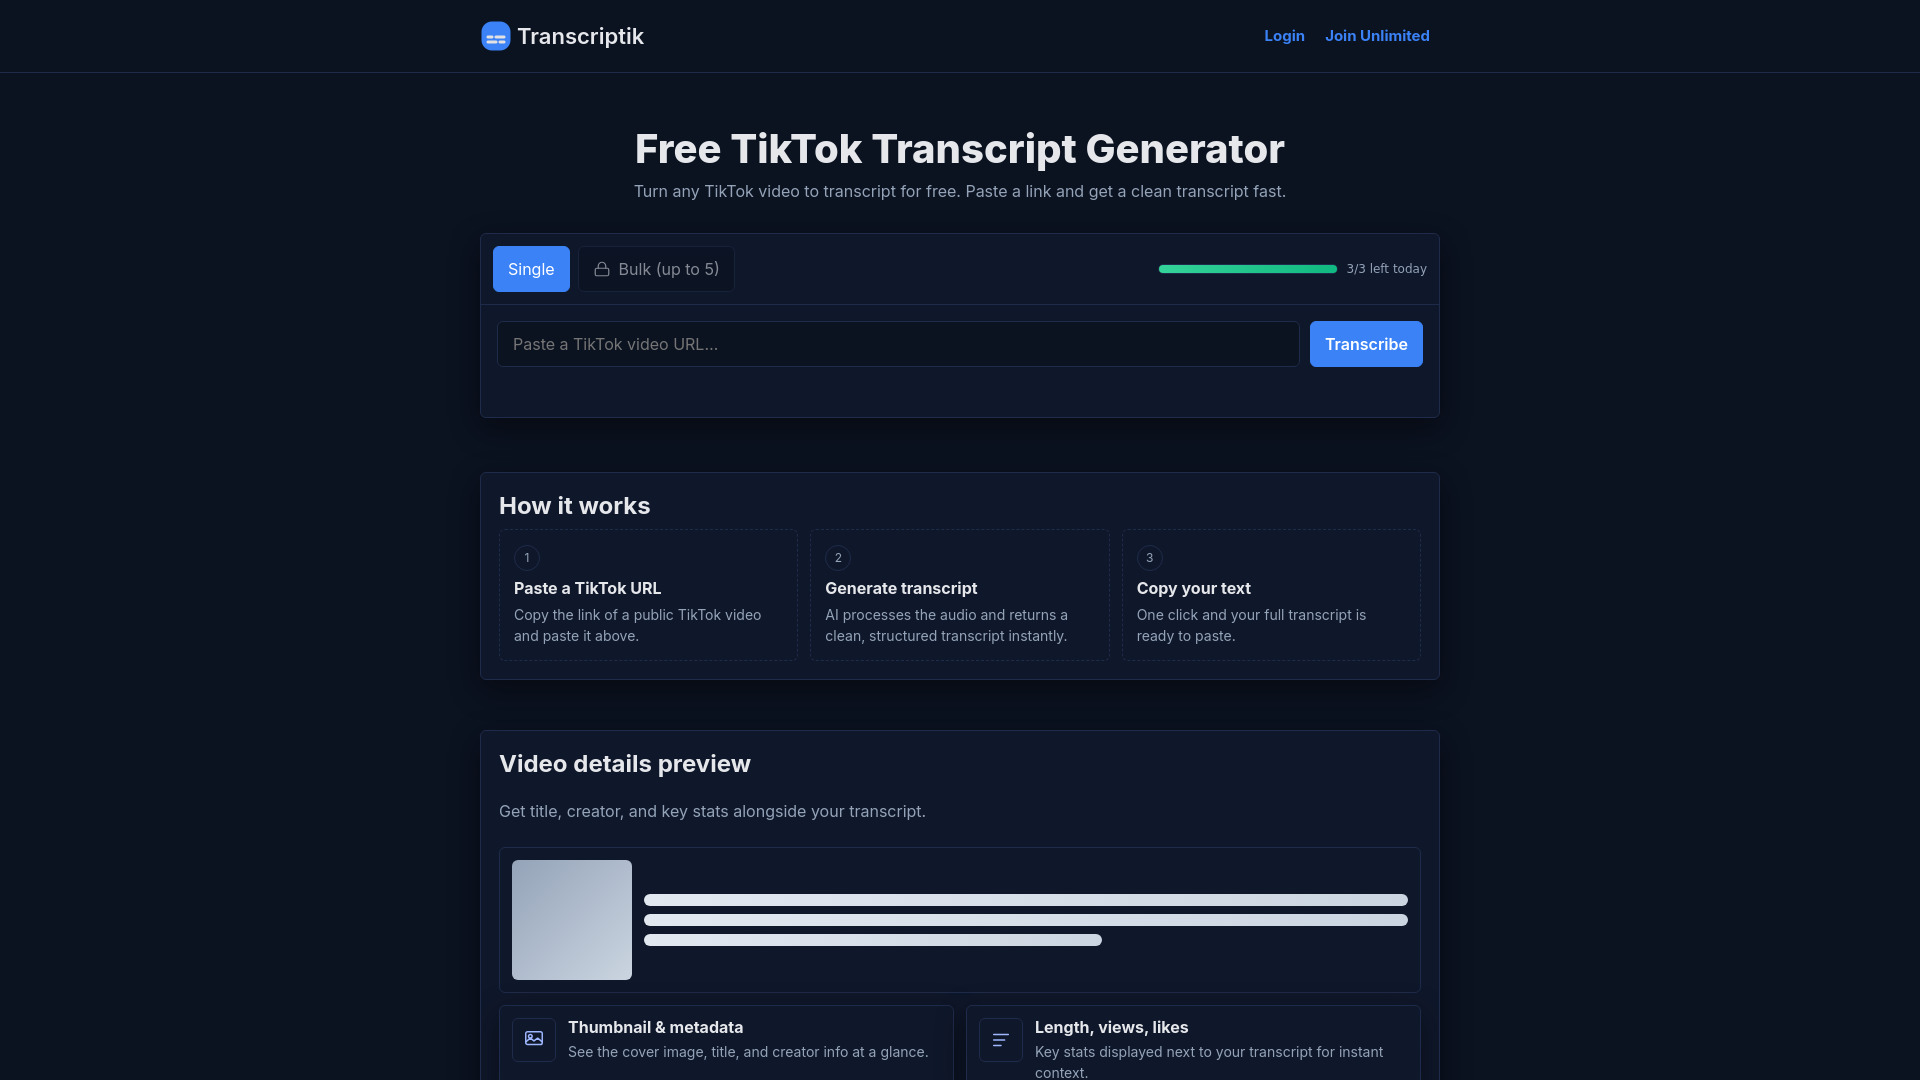 Transcriptik
Login
Join Unlimited
Free TikTok Transcript Generator
Turn any TikTok video to transcript for free. Paste a link and get a clean transcript fast.
Single
Bulk (up to 5)
3/3 left today
Paste a TikTok video URL...
Transcribe
How it works
1
Paste a TikTok URL
Copy the link of a public TikTok video
and paste it above.
2
Generate transcript
AI processes the audio and returns a
clean, structured transcript instantly.
3
Copy your text
One click and your full transcript is
ready to paste.
Video details preview
Get title, creator, and key stats alongside your transcript.
Thumbnail & metadata
See the cover image, title, and creator info at a glance.
Length, views, likes
Key stats displayed next to your transcript for instant
context.